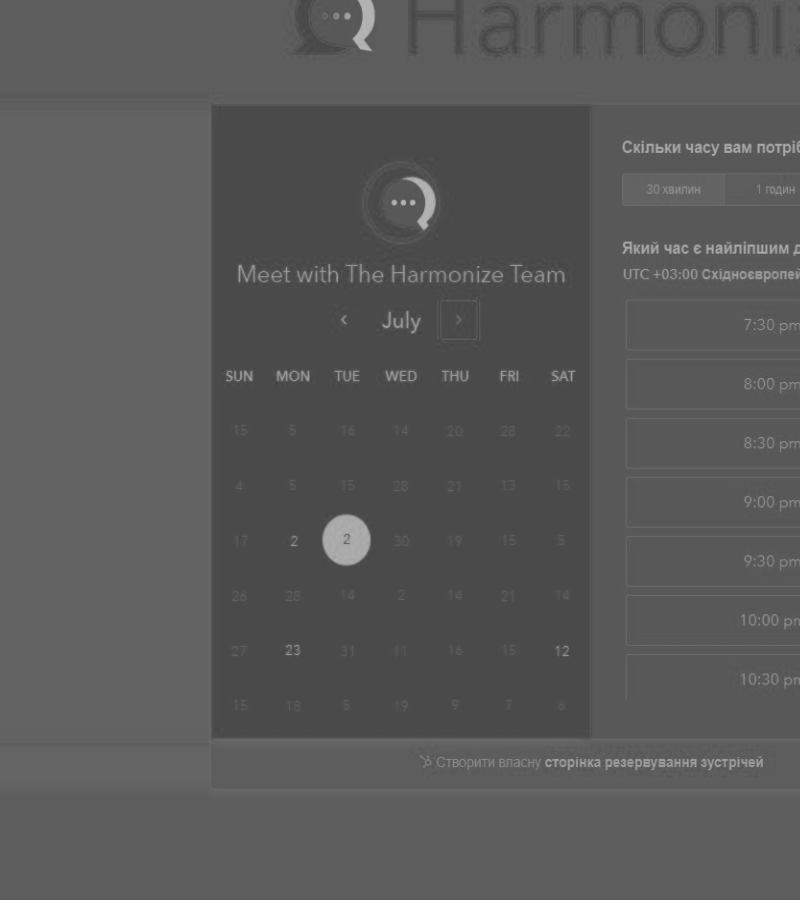 Harmoni
Скільки часу вам потріб
30 хвилин 1 годин
Meet with The Harmonize Team
Який час є найліпшим д
UTC +03:00 Східноєвропей
July
7:30 pm
SUN MON TUE WED THU FRI SAT
8:00 pm
15 5 16 14 20 28 22
8:30 pm
4 5 15 28 21 13 15
9:00 pm
17 2 2 30 19 15 5
9:30 pm
26 28 14 2 14 21 14
10:00 pm
27 23 31 11 16 15 12
10:30 pm
15 18 5 19 9 7 6
Створити власну сторінка резервування зустрічей